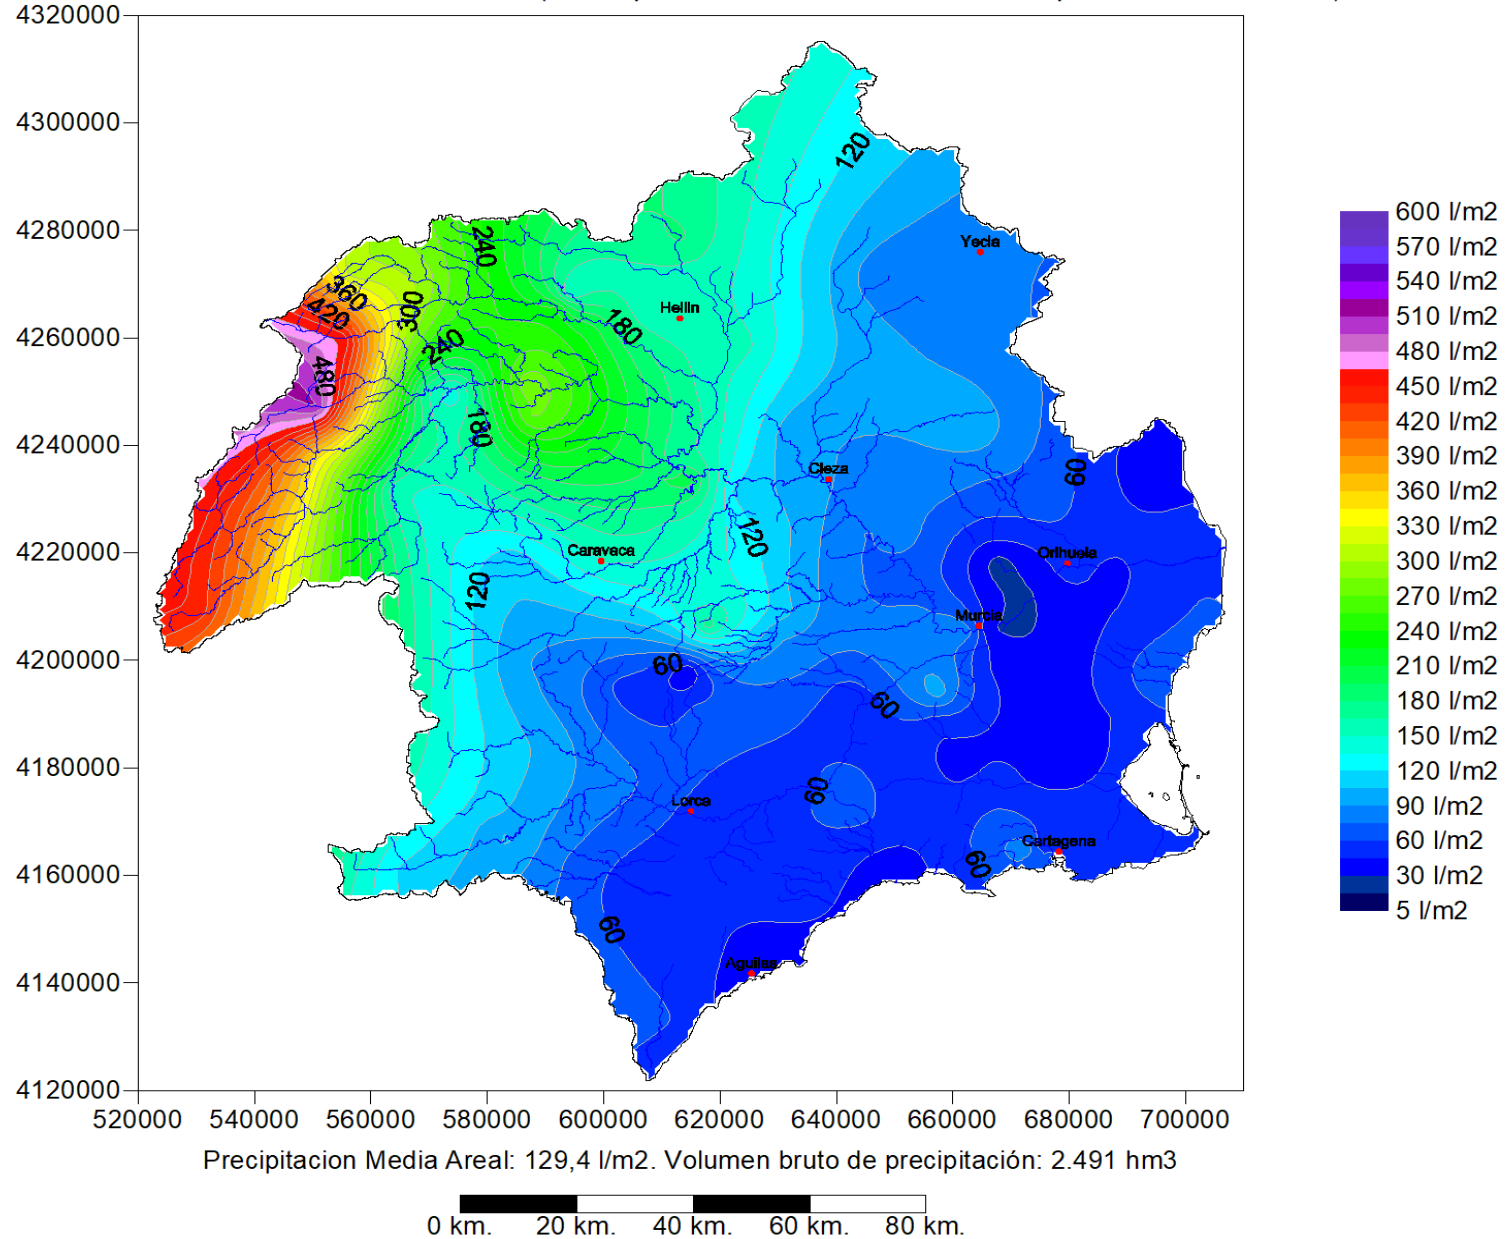 4320000
4300000
4280000
4260000
4240000
4220000
4200000
4180000
4160000
4140000
4120000
520000 540000 560000 580000 600000 620000 640000 660000 680000 700000
120
240
360
420
300
240
480
180
180
120
120
60
60
60
60
60
60
Yecla
Hellin
Cieza
Caravaca
Orihuela
Murcia
Lorca
Cartagena
Aguilas
600 l/m2
570 l/m2
540 l/m2
510 l/m2
480 l/m2
450 l/m2
420 l/m2
390 l/m2
360 l/m2
330 l/m2
300 l/m2
270 l/m2
240 l/m2
210 l/m2
180 l/m2
150 l/m2
120 l/m2
90 l/m2
60 l/m2
30 l/m2
5 l/m2
Precipitacion Media Areal: 129,4 l/m2. Volumen bruto de precipitación: 2.491 hm3
0 km. 20 km. 40 km. 60 km. 80 km.